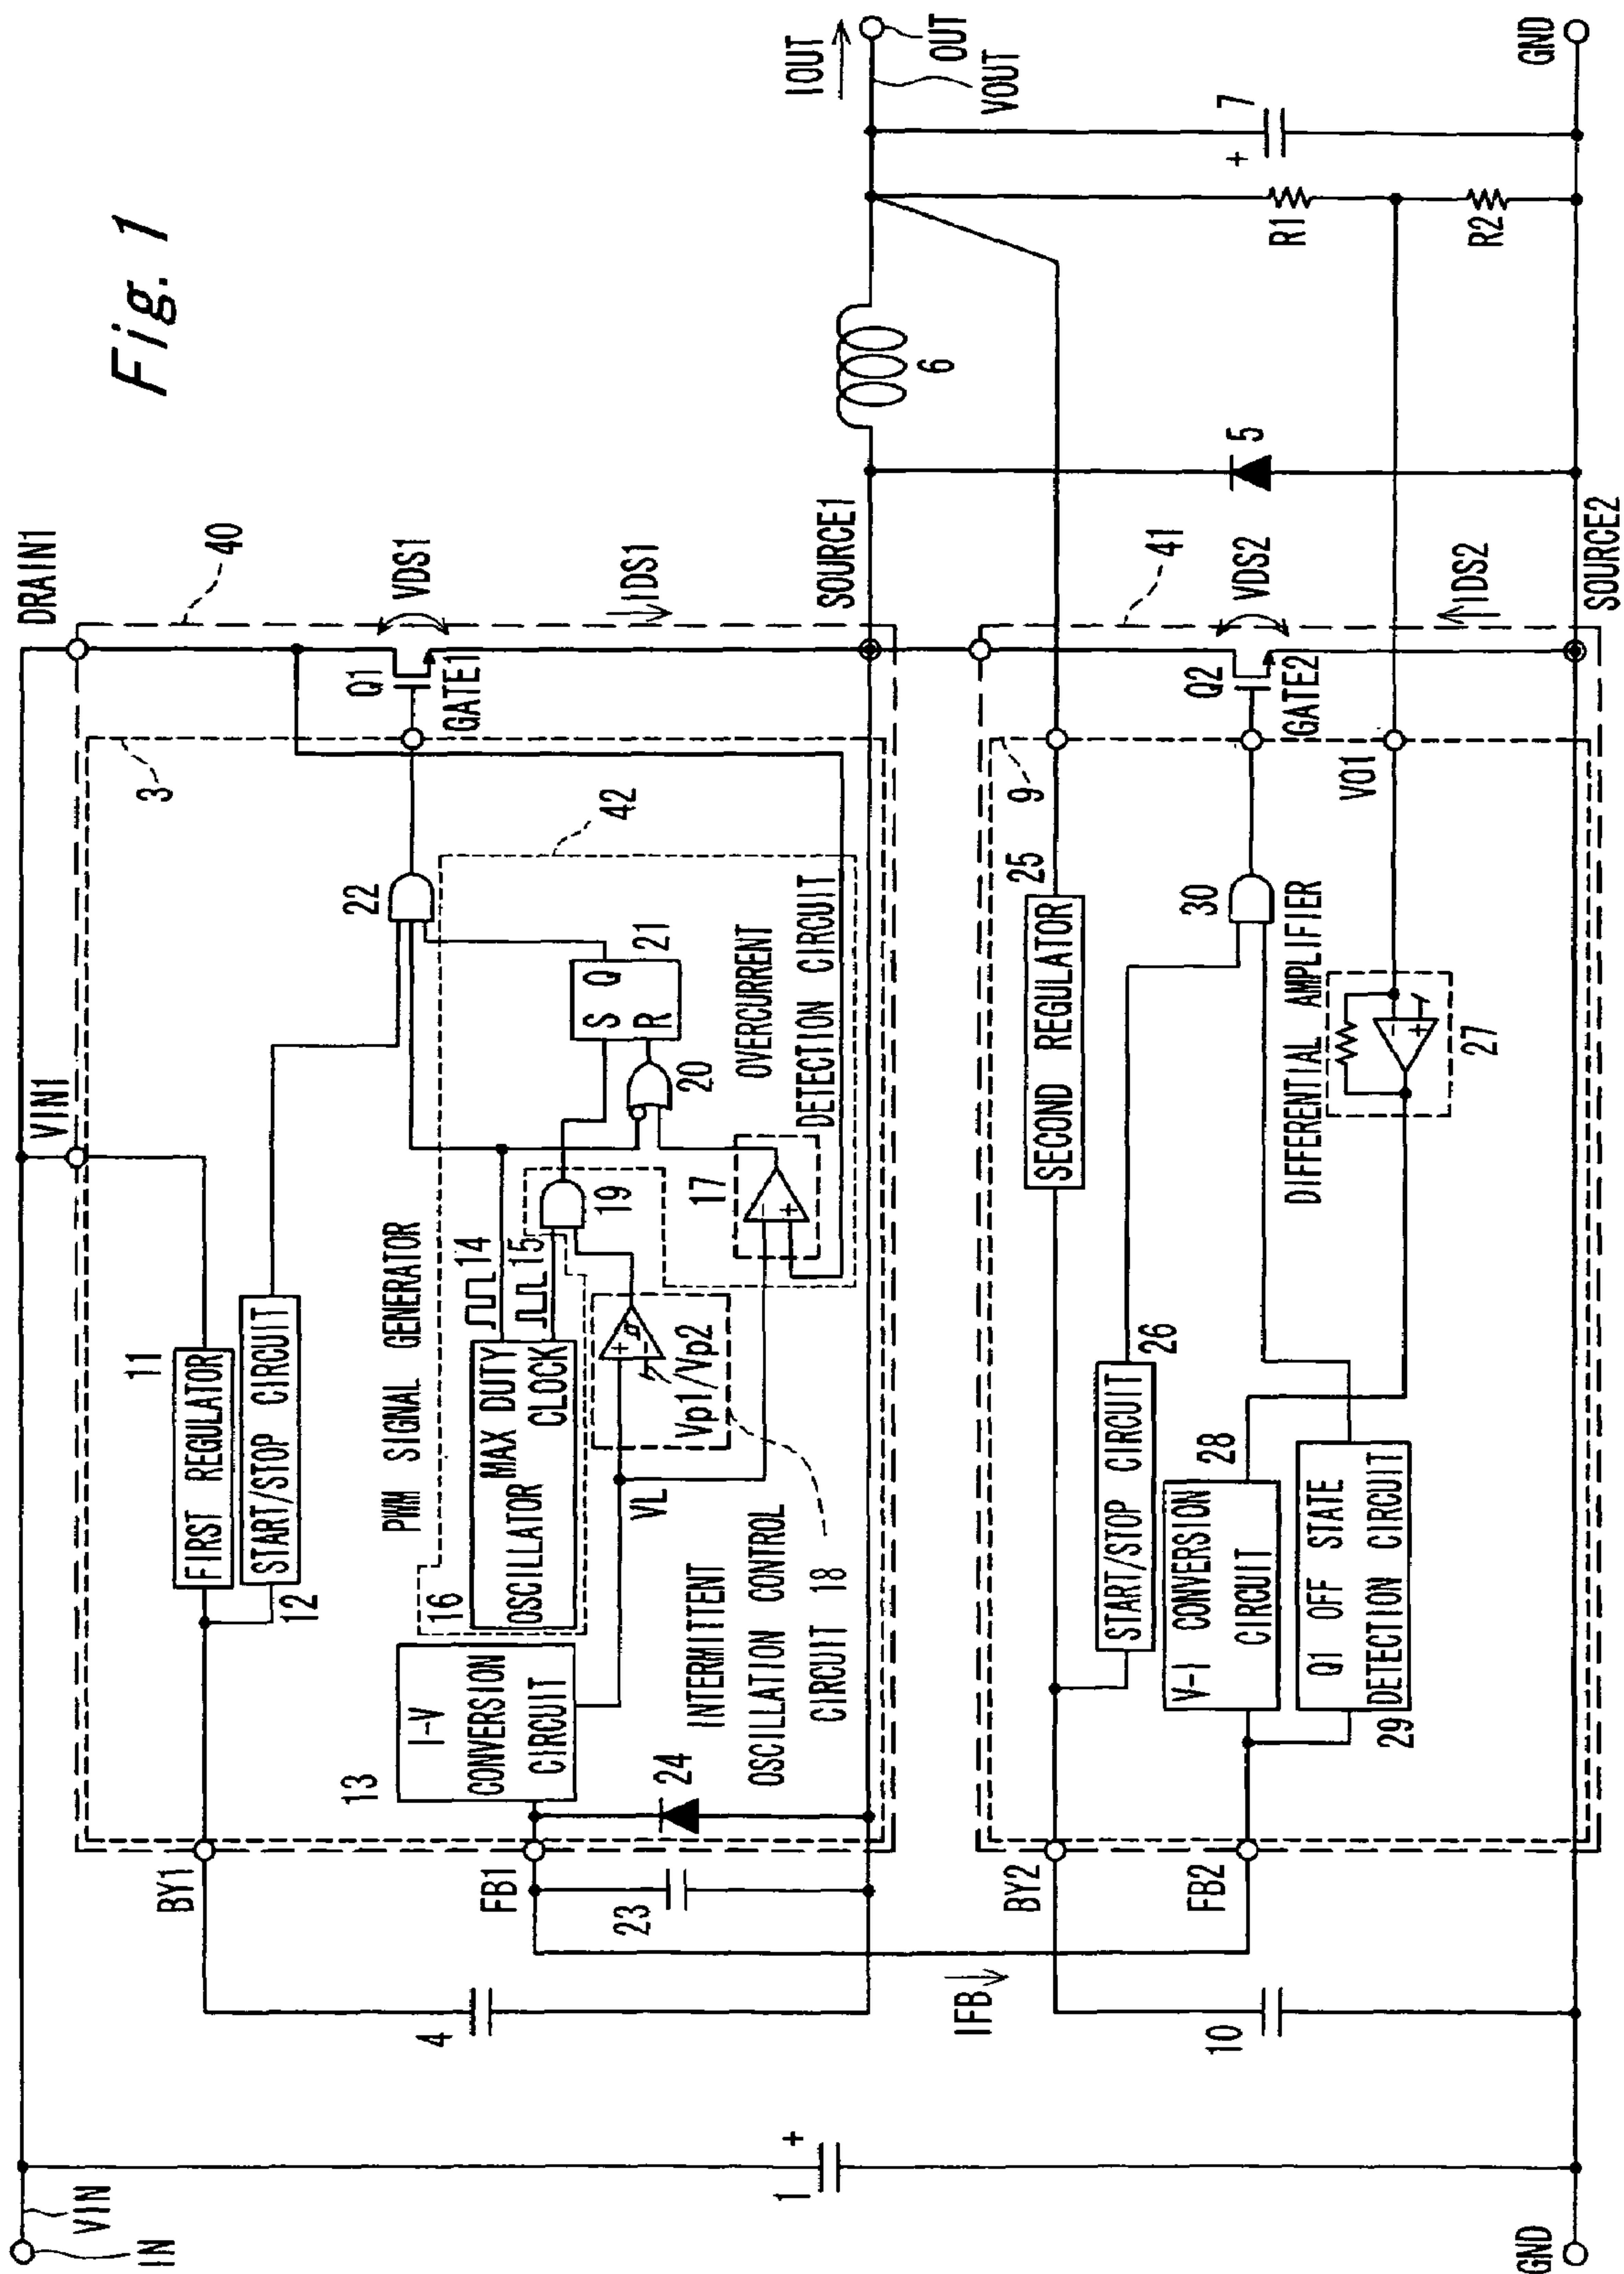 Fig. 1
IN
VIN
VIN1
DRAIN1
40
3
11
FIRST REGULATOR
START/STOP CIRCUIT
12
BY1
4
22
Q1
GATE1
VDS1
IDS1
PWM SIGNAL GENERATOR
42
16
MAX DUTY
OSCILLATOR
CLOCK
14
15
13
I-V
CONVERSION
CIRCUIT
FB1
23
24
VL
Vp1/Vp2
19
S Q
R
21
20
17
OVERCURRENT
DETECTION CIRCUIT
INTERMITTENT
OSCILLATION CONTROL
CIRCUIT 18
SOURCE1
6
IOUT
OUT
VOUT
1
+
IFB
BY2
10
FB2
9
25
SECOND REGULATOR
START/STOP CIRCUIT
26
V-I CONVERSION
CIRCUIT
28
Q1 OFF STATE
DETECTION CIRCUIT
29
30
DIFFERENTIAL AMPLIFIER
27
VO1
Q2
GATE2
VDS2
41
IDS2
SOURCE2
5
R1
R2
+
7
GND
GND